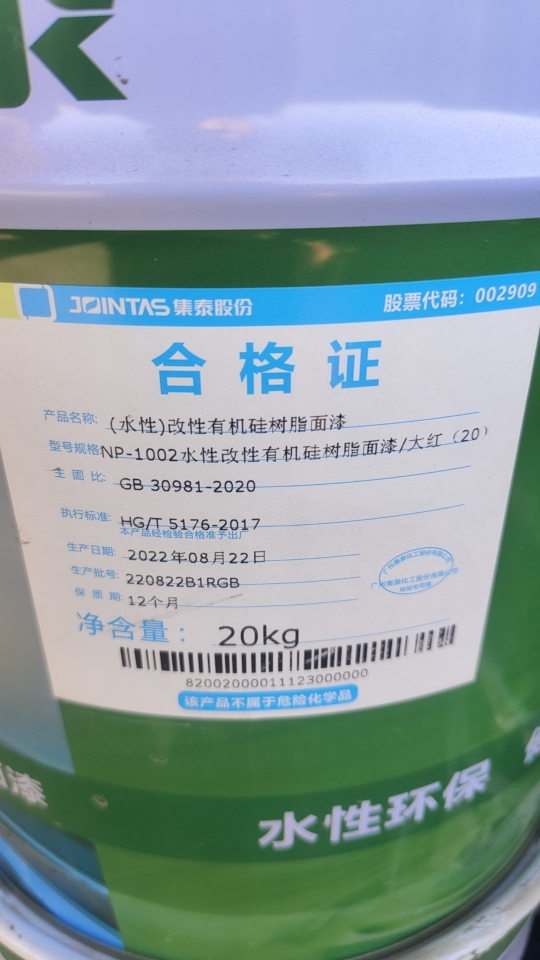 JOINTAS 集泰股份 股票代码：002909
合格证
产品名称: (水性)改性有机硅树脂面漆
型号规格: NP-1002水性改性有机硅树脂面漆/大红（20）
主固比: GB 30981-2020
执行标准: HG/T 5176-2017
本产品经检验合格准予出厂
生产日期: 2022年08月22日
生产批号: 220822B1RGB
保质期: 12个月
净含量： 20kg
82002000011123000000
该产品不属于危险化学品
面漆
水性环保